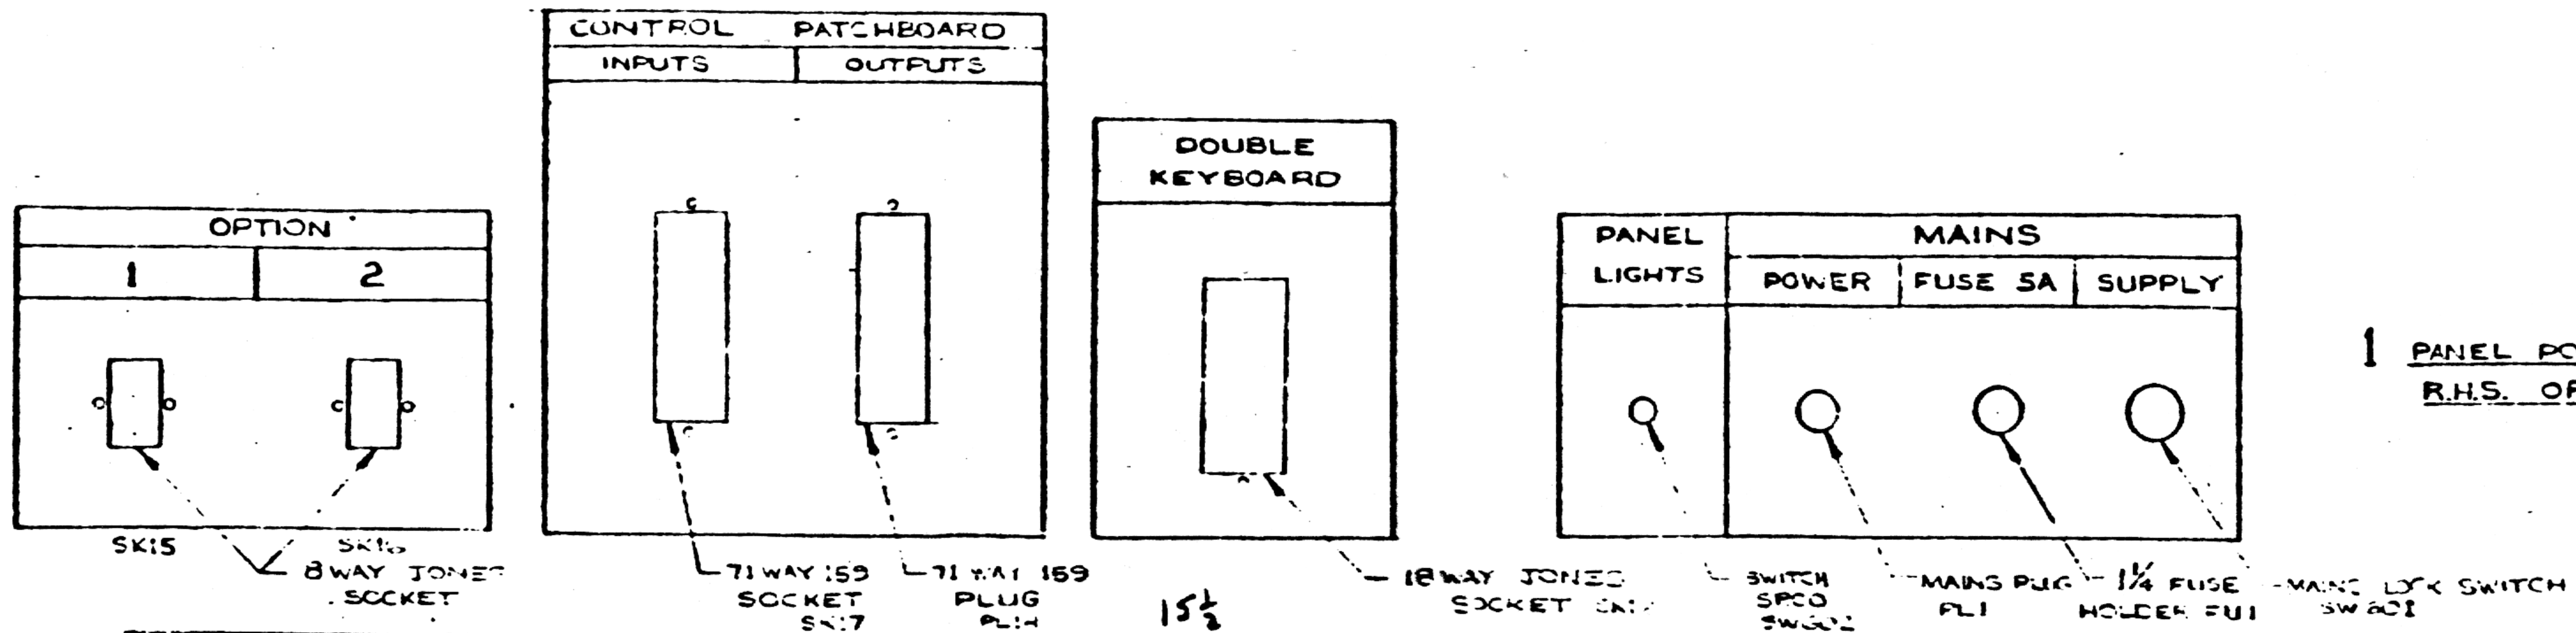 CONTROL PATCHBOARD
INPUTS OUTPUTS
DOUBLE
KEYBOARD
OPTION
1 2
PANEL
LIGHTS
MAINS
POWER FUSE 5A SUPPLY
1 PANEL
R.H.S.
SK15
8 WAY JONES
SOCKET
71 WAY 159
SOCKET
SK17
71 WAY 159
PLUG
15½
18 WAY JONES
SOCKET
SWITCH
SPCO
MAINS PLUG
PL1
1¼ FUSE
HOLDER FU1
MAINS LOCK SWITCH